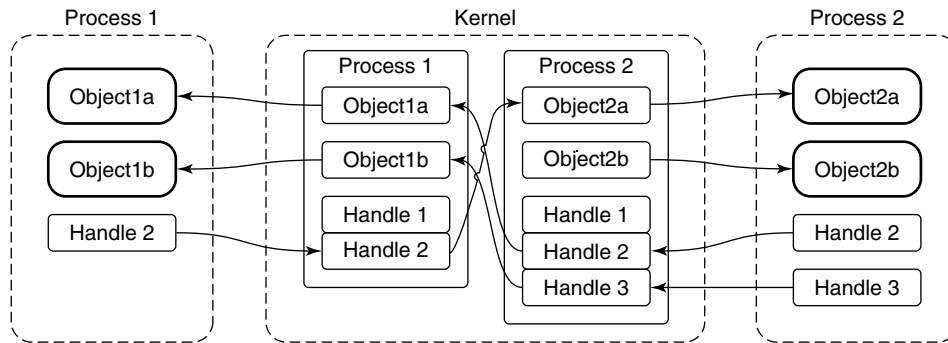 Process 1
Kernel
Process 2
Process 1
Process 2
Object1a
Object1a
Object2a
Object2a
Object1b
Object1b
Object2b
Object2b
Handle 1
Handle 1
Handle 2
Handle 2
Handle 2
Handle 2
Handle 3
Handle 3